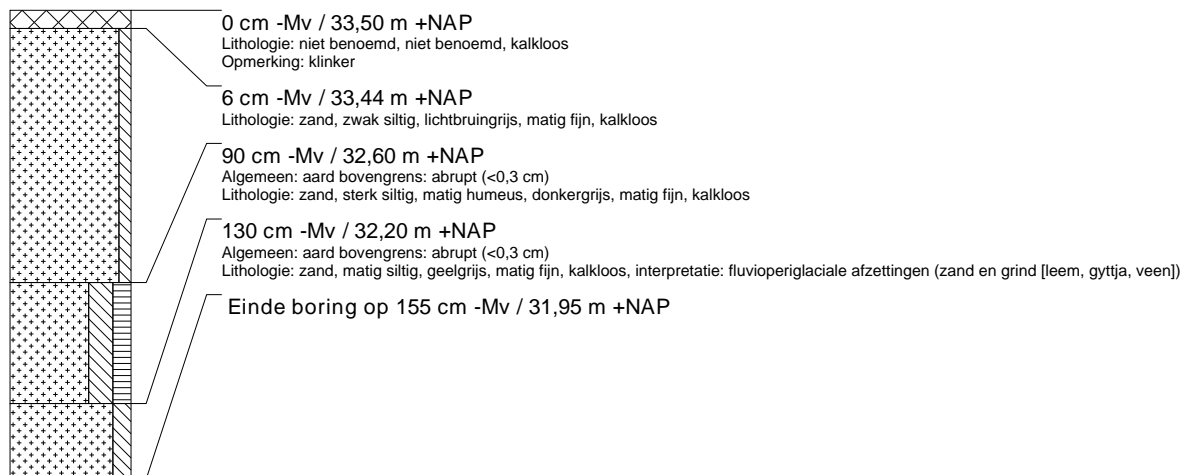 0 cm -Mv / 33,50 m +NAP
Lithologie: niet benoemd, niet benoemd, kalkloos
Opmerking: klinker
6 cm -Mv / 33,44 m +NAP
Lithologie: zand, zwak siltig, lichtbruingrijs, matig fijn, kalkloos
90 cm -Mv / 32,60 m +NAP
Algemeen: aard bovengrens: abrupt (<0,3 cm)
Lithologie: zand, sterk siltig, matig humeus, donkergrijs, matig fijn, kalkloos
130 cm -Mv / 32,20 m +NAP
Algemeen: aard bovengrens: abrupt (<0,3 cm)
Lithologie: zand, matig siltig, geelgrijs, matig fijn, kalkloos, interpretatie: fluvioperiglaciale afzettingen (zand en grind [leem, gyttja, veen])
Einde boring op 155 cm -Mv / 31,95 m +NAP